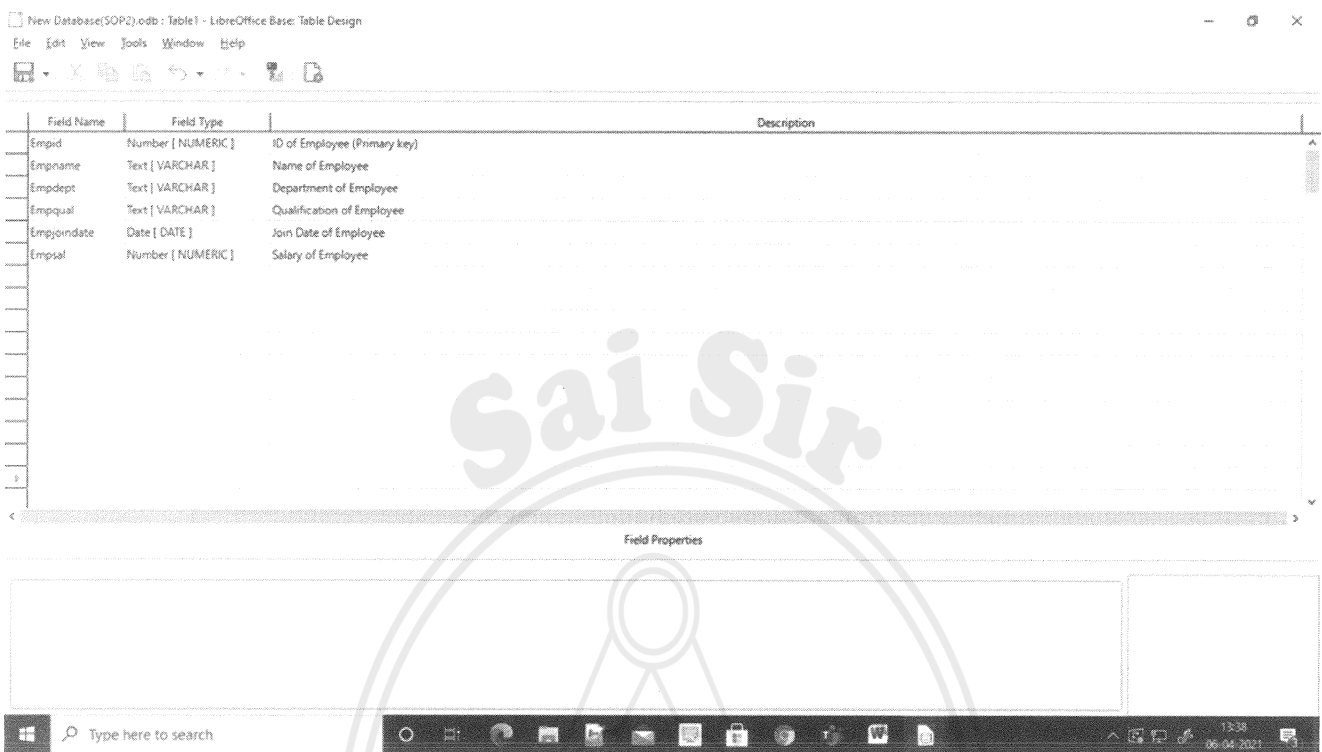 New Database(SOP2).odb : Table1 - LibreOffice Base: Table Design
File Edit View Tools Window Help
Field Name Field Type Description
Empid Number [ NUMERIC ] ID of Employee (Primary key)
Empname Text [ VARCHAR ] Name of Employee
Empdept Text [ VARCHAR ] Department of Employee
Empqual Text [ VARCHAR ] Qualification of Employee
Empjoindate Date [ DATE ] Join Date of Employee
Empsal Number [ NUMERIC ] Salary of Employee
Sai Sir
Field Properties
Type here to search
13:38
06-04-2021